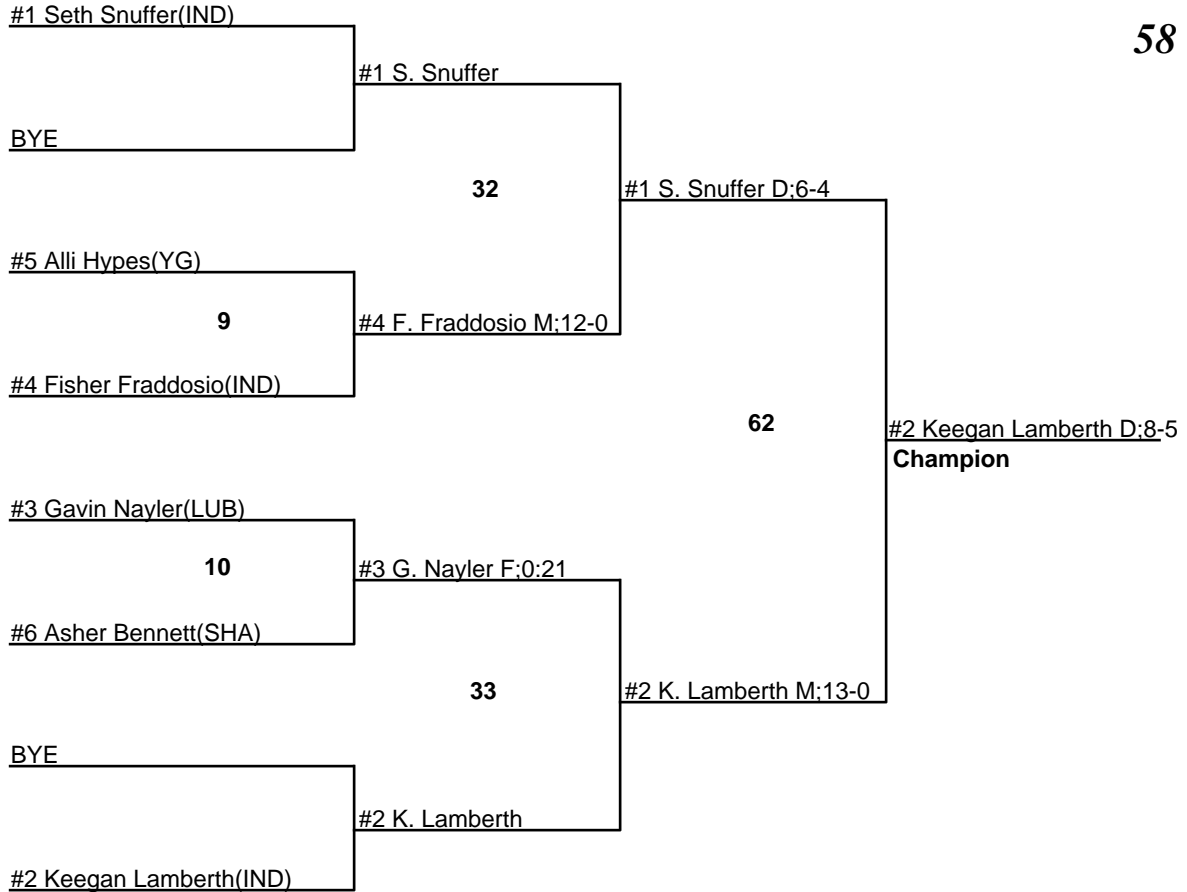 #1 Seth Snuffer(IND)
58
#1 S. Snuffer
BYE
32
#1 S. Snuffer D;6-4
#5 Alli Hypes(YG)
9
#4 F. Fraddosio M;12-0
#4 Fisher Fraddosio(IND)
62
#2 Keegan Lamberth D;8-5
Champion
#3 Gavin Nayler(LUB)
10
#3 G. Nayler F;0:21
#6 Asher Bennett(SHA)
33
#2 K. Lamberth M;13-0
BYE
#2 K. Lamberth
#2 Keegan Lamberth(IND)